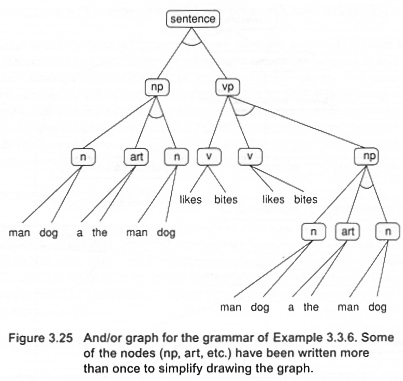 sentence
np vp
n art n v v np
likes bites likes bites
man dog a the man dog
n art n
man dog a the man dog
Figure 3.25 And/or graph for the grammar of Example 3.3.6. Some
of the nodes (np, art, etc.) have been written more
than once to simplify drawing the graph.